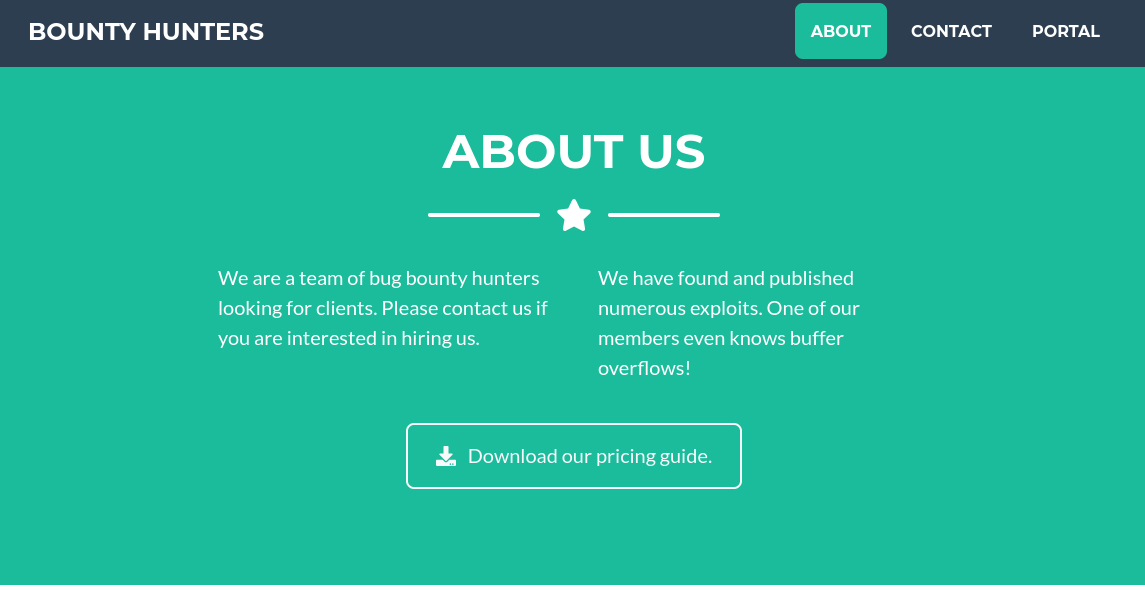 BOUNTY HUNTERS
ABOUT
CONTACT
PORTAL
ABOUT US
We are a team of bug bounty hunters
looking for clients. Please contact us if
you are interested in hiring us.
We have found and published
numerous exploits. One of our
members even knows buffer
overflows!
Download our pricing guide.